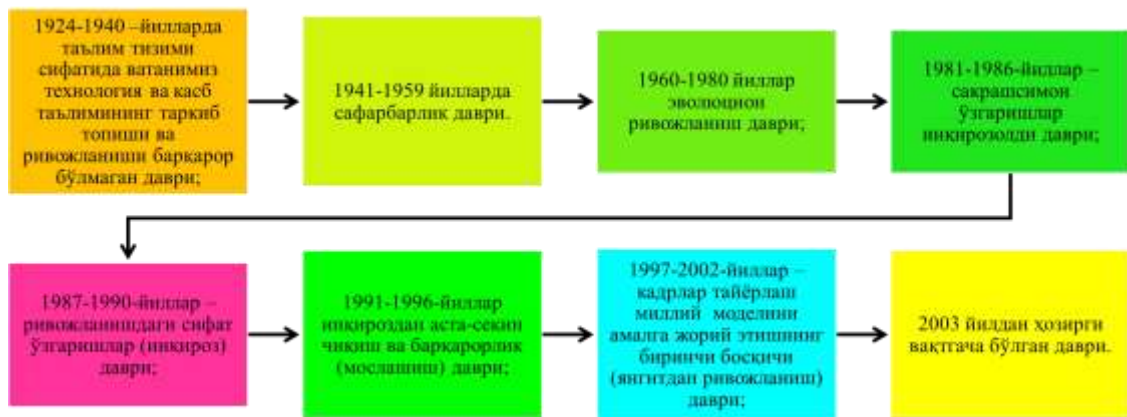 1924-1940 –йилларда
таълим тизими
сифатида ватанимиз
технология ва касб
таълимининг таркиб
топиши ва
ривожланиши барқарор
бўлмаган даври;
1941-1959 йилларда
сафарбарлик даври.
1960-1980 йиллар
эволюцион
ривожланиш даври;
1981-1986-йиллар –
сакрашсимон
ўзгаришлар
инқирозолди даври;
1987-1990-йиллар –
ривожланишдаги сифат
ўзгаришлар (инқироз)
даври;
1991-1996-йиллар
инқироздан аста-секин
чиқиш ва барқарорлик
(мослашиш) даври;
1997-2002-йиллар –
кадрлар тайёрлаш
миллий моделини
амалга жорий этишнинг
биринчи босқичи
(янгитдан ривожланиш)
даври;
2003 йилдан ҳозирги
вақтгача бўлган даври.